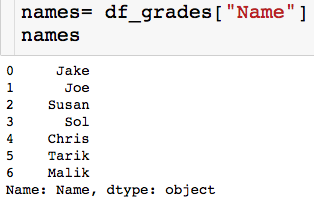 names= df_grades["Name"]
names
0 Jake
1 Joe
2 Susan
3 Sol
4 Chris
5 Tarik
6 Malik
Name: Name, dtype: object